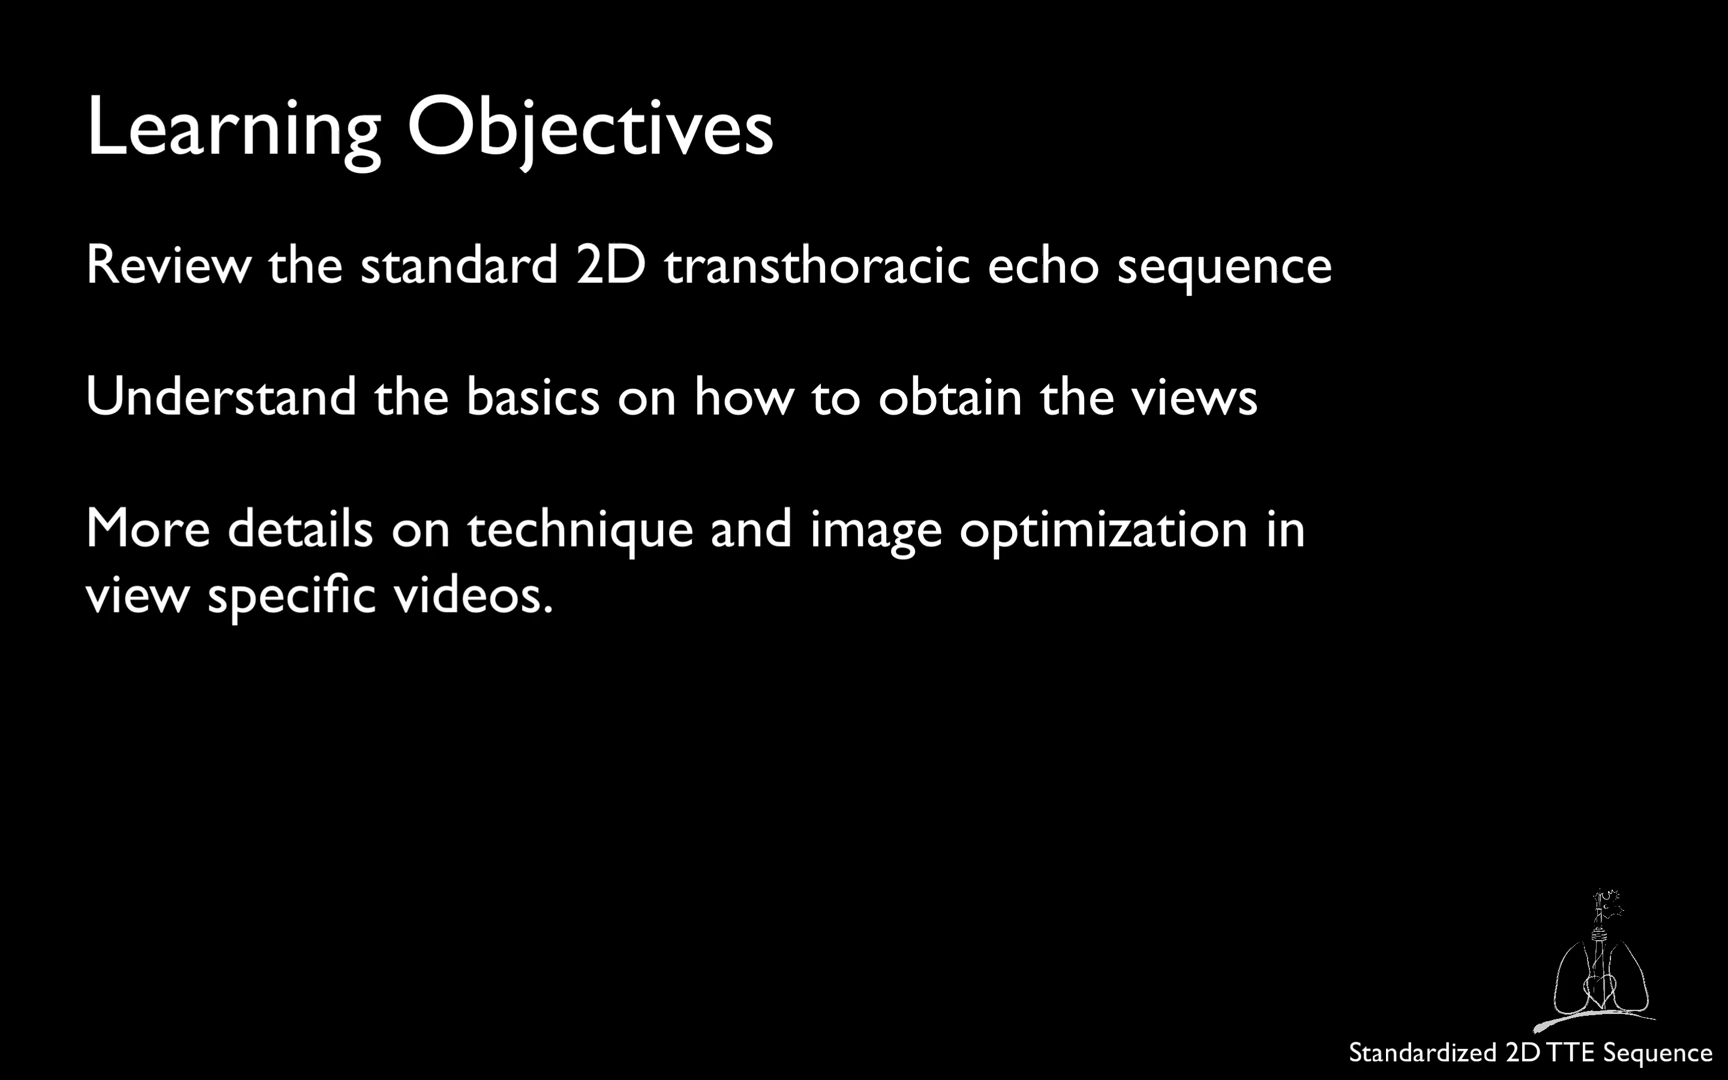 Learning Objectives
Review the standard 2D transthoracic echo sequence
Understand the basics on how to obtain the views
More details on technique and image optimization in
view specific videos.
Standardized 2D TTE Sequence